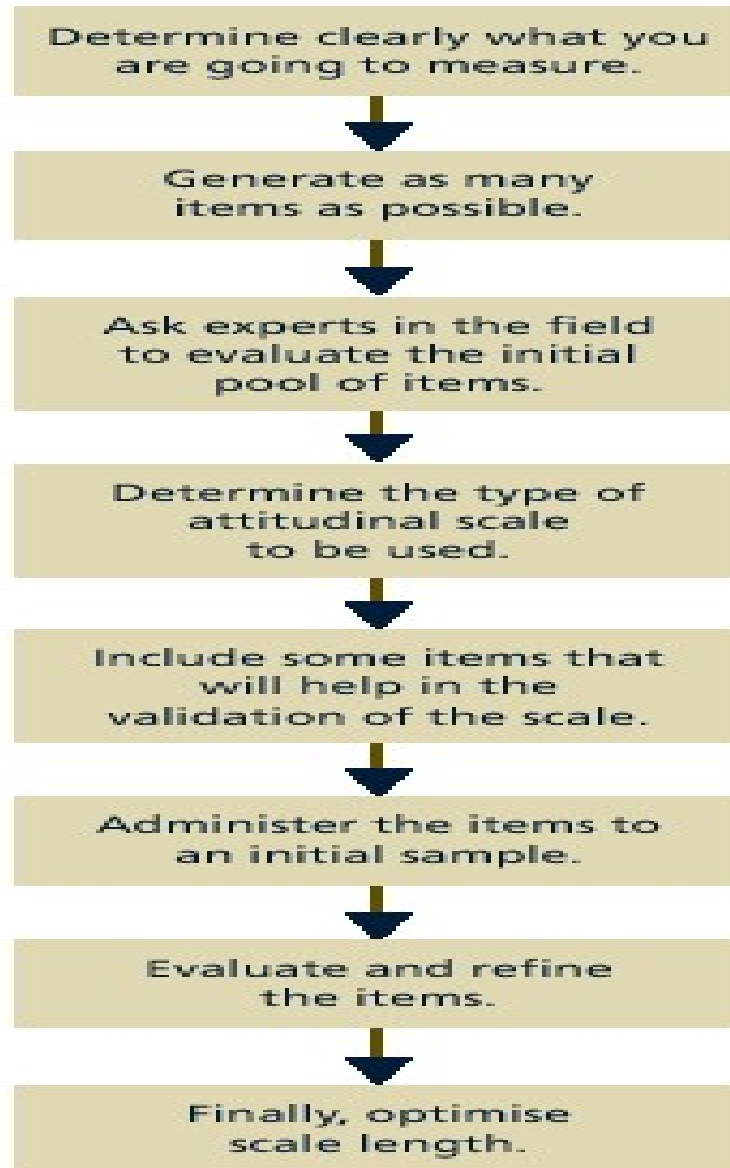 Determine clearly what you
are going to measure.
Generate as many
items as possible.
Ask experts in the field
to evaluate the initial
pool of items.
Determine the type of
attitudinal scale
to be used.
Include some items that
will help in the
validation of the scale.
Administer the items to
an initial sample.
Evaluate and refine
the items.
Finally, optimise
scale length.